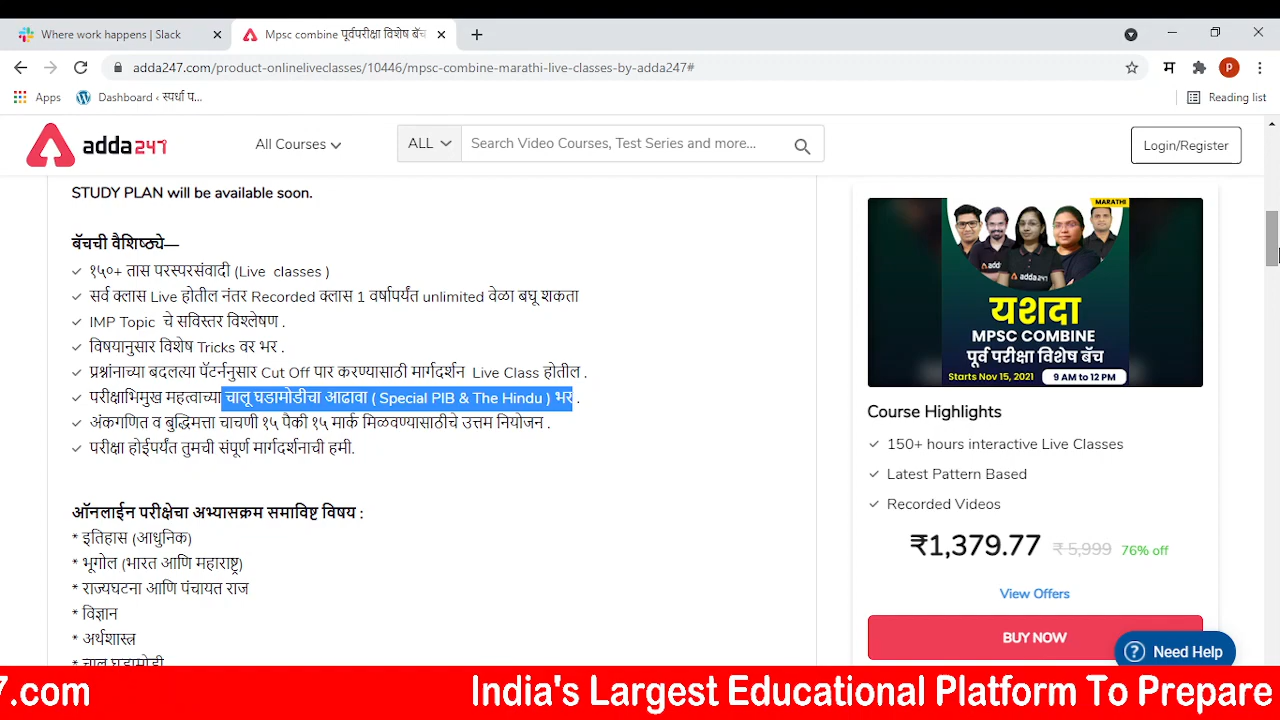 Where work happens | Slack
Mpsc combine पूर्वपरीक्षा विशेष बॅच
adda247.com/product-onlineliveclasses/10446/mpsc-combine-marathi-live-classes-by-adda247#
म
P
Apps
Dashboard ‹ स्पर्धा प...
Reading list
adda247
All Courses
ALL
Search Video Courses, Test Series and more...
Login/Register
STUDY PLAN will be available soon.
बॅचची वैशिष्ट्ये—
१५०+ तास परस्परसंवादी (Live classes )
सर्व क्लास Live होतील नंतर Recorded क्लास 1 वर्षापर्यंत unlimited वेळा बघू शकता
IMP Topic चे सविस्तर विश्लेषण .
विषयानुसार विशेष Tricks वर भर .
प्रश्नांनाच्या बदलत्या पॅटर्ननुसार Cut Off पार करण्यासाठी मार्गदर्शन Live Class होतील .
परीक्षाभिमुख महत्वाच्या चालू घडामोडीचा आढावा ( Special PIB & The Hindu ) भर .
अंकगणित व बुद्धिमत्ता चाचणी १५ पैकी १५ मार्क मिळवण्यासाठीचे उत्तम नियोजन .
परीक्षा होईपर्यंत तुमची संपूर्ण मार्गदर्शनाची हमी.
ऑनलाईन परीक्षेचा अभ्यासक्रम समाविष्ट विषय :
* इतिहास (आधुनिक)
* भूगोल (भारत आणि महाराष्ट्र)
* राज्यघटना आणि पंचायत राज
* विज्ञान
* अर्थशास्त्र
* चालू घडामोडी
MARATHI
adda247
यशदा
MPSC COMBINE
पूर्व परीक्षा विशेष बॅच
Starts Nov 15, 2021 9 AM to 12 PM
Course Highlights
150+ hours interactive Live Classes
Latest Pattern Based
Recorded Videos
₹1,379.77 ₹ 5,999 76% off
View Offers
BUY NOW
Need Help
7.com India's Largest Educational Platform To Prepare